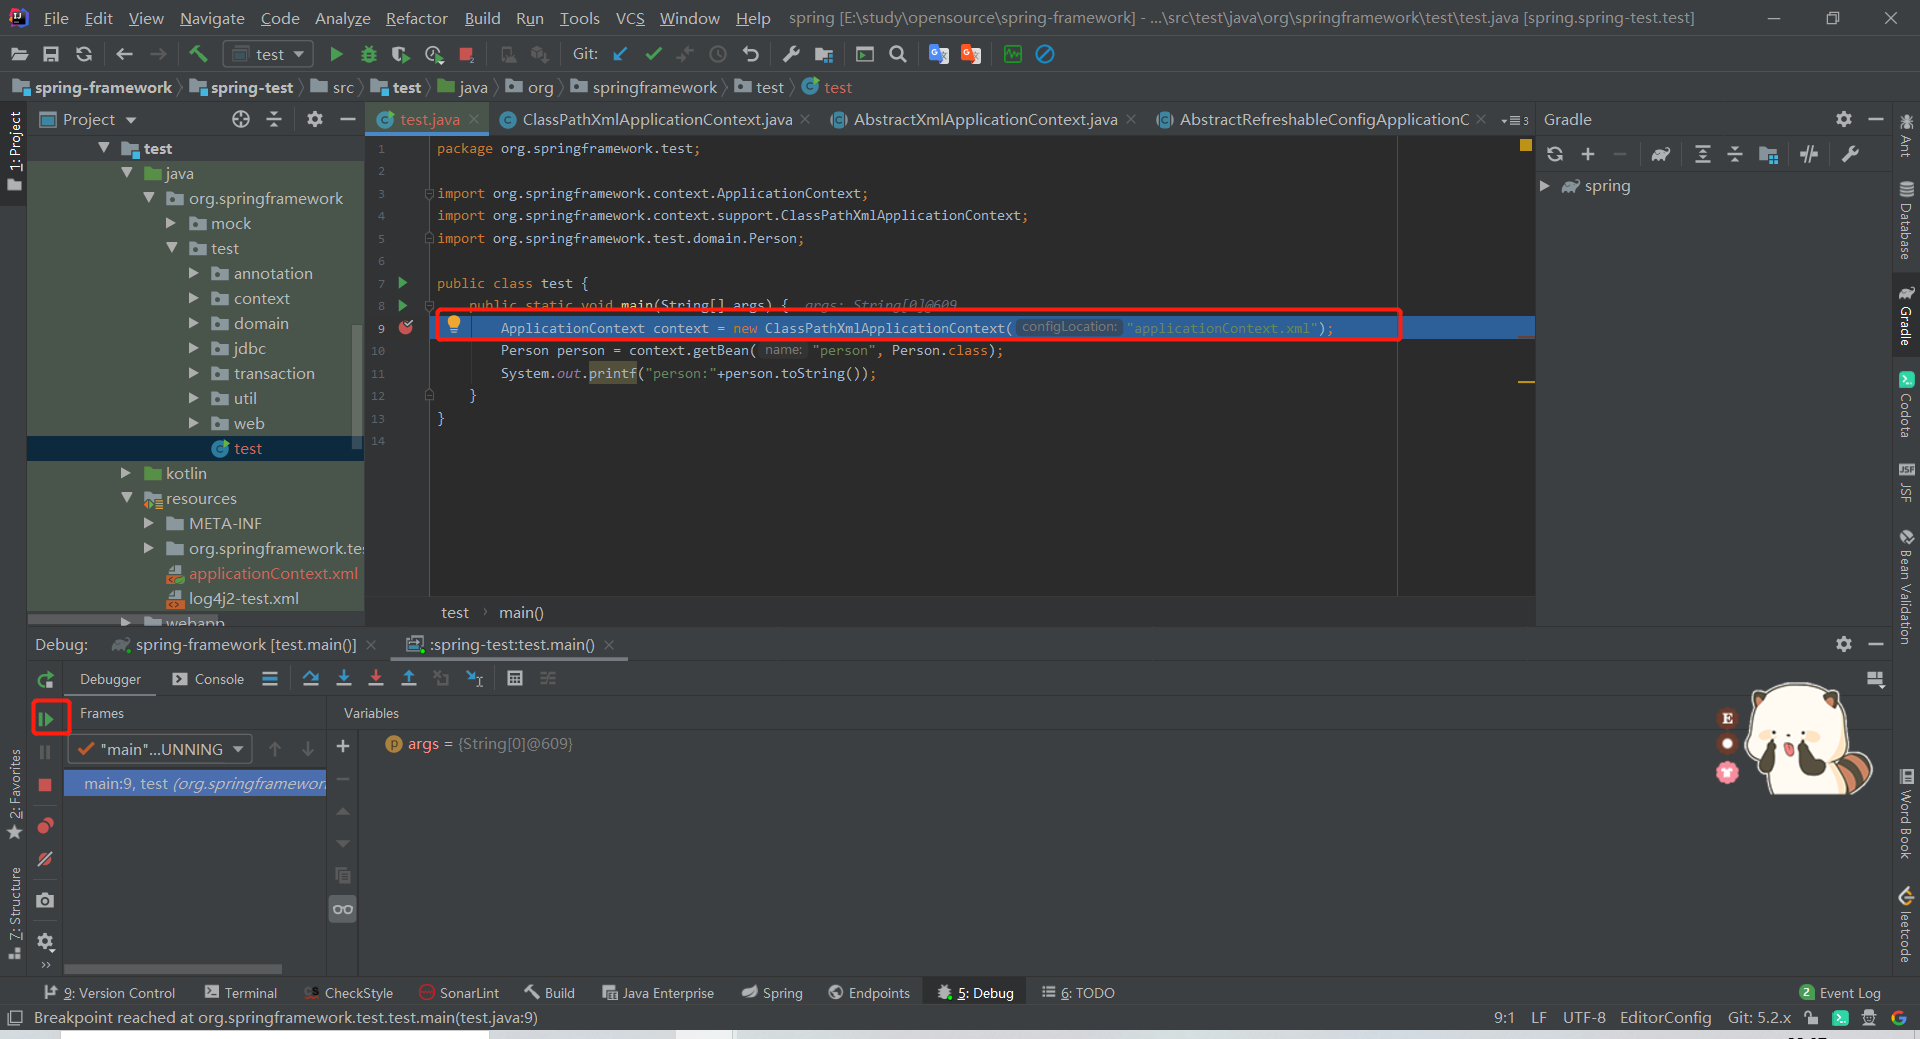 File Edit View Navigate Code Analyze Refactor Build Run Tools VCS Window Help spring [E:\study\opensource\spring-framework] - ...\src\test\java\org\springframework\test\test.java [spring.spring-test.test]
test Git:
spring-framework spring-test src test java org springframework test test
1: Project
Project
test
java
org.springframework
mock
test
annotation
context
domain
jdbc
transaction
util
web
test
kotlin
resources
META-INF
org.springframework.te
applicationContext.xml
log4j2-test.xml
webapp
test.java ClassPathXmlApplicationContext.java AbstractXmlApplicationContext.java AbstractRefreshableConfigApplicationC 3
1 package org.springframework.test;
2
3 import org.springframework.context.ApplicationContext;
4 import org.springframework.context.support.ClassPathXmlApplicationContext;
5 import org.springframework.test.domain.Person;
6
7 public class test {
8 public static void main(String[] args) { args: String[0]@609
9 ApplicationContext context = new ClassPathXmlApplicationContext( configLocation: "applicationContext.xml");
10 Person person = context.getBean( name: "person", Person.class);
11 System.out.printf("person:"+person.toString());
12 }
13 }
14
test › main()
Gradle
spring
Ant
Database
Gradle
Codota
JSF
JSF
Bean Validation
Word Book
leetcode
Debug: spring-framework [test.main()] :spring-test:test.main()
Debugger Console
Frames Variables
"main"...UNNING
main:9, test (org.springframewor
p args = {String[0]@609}
E
2: Favorites
7: Structure
9: Version Control Terminal CheckStyle SonarLint Build Java Enterprise Spring Endpoints 5: Debug 6: TODO 2 Event Log
Breakpoint reached at org.springframework.test.test.main(test.java:9) 9:1 LF UTF-8 EditorConfig Git: 5.2.x